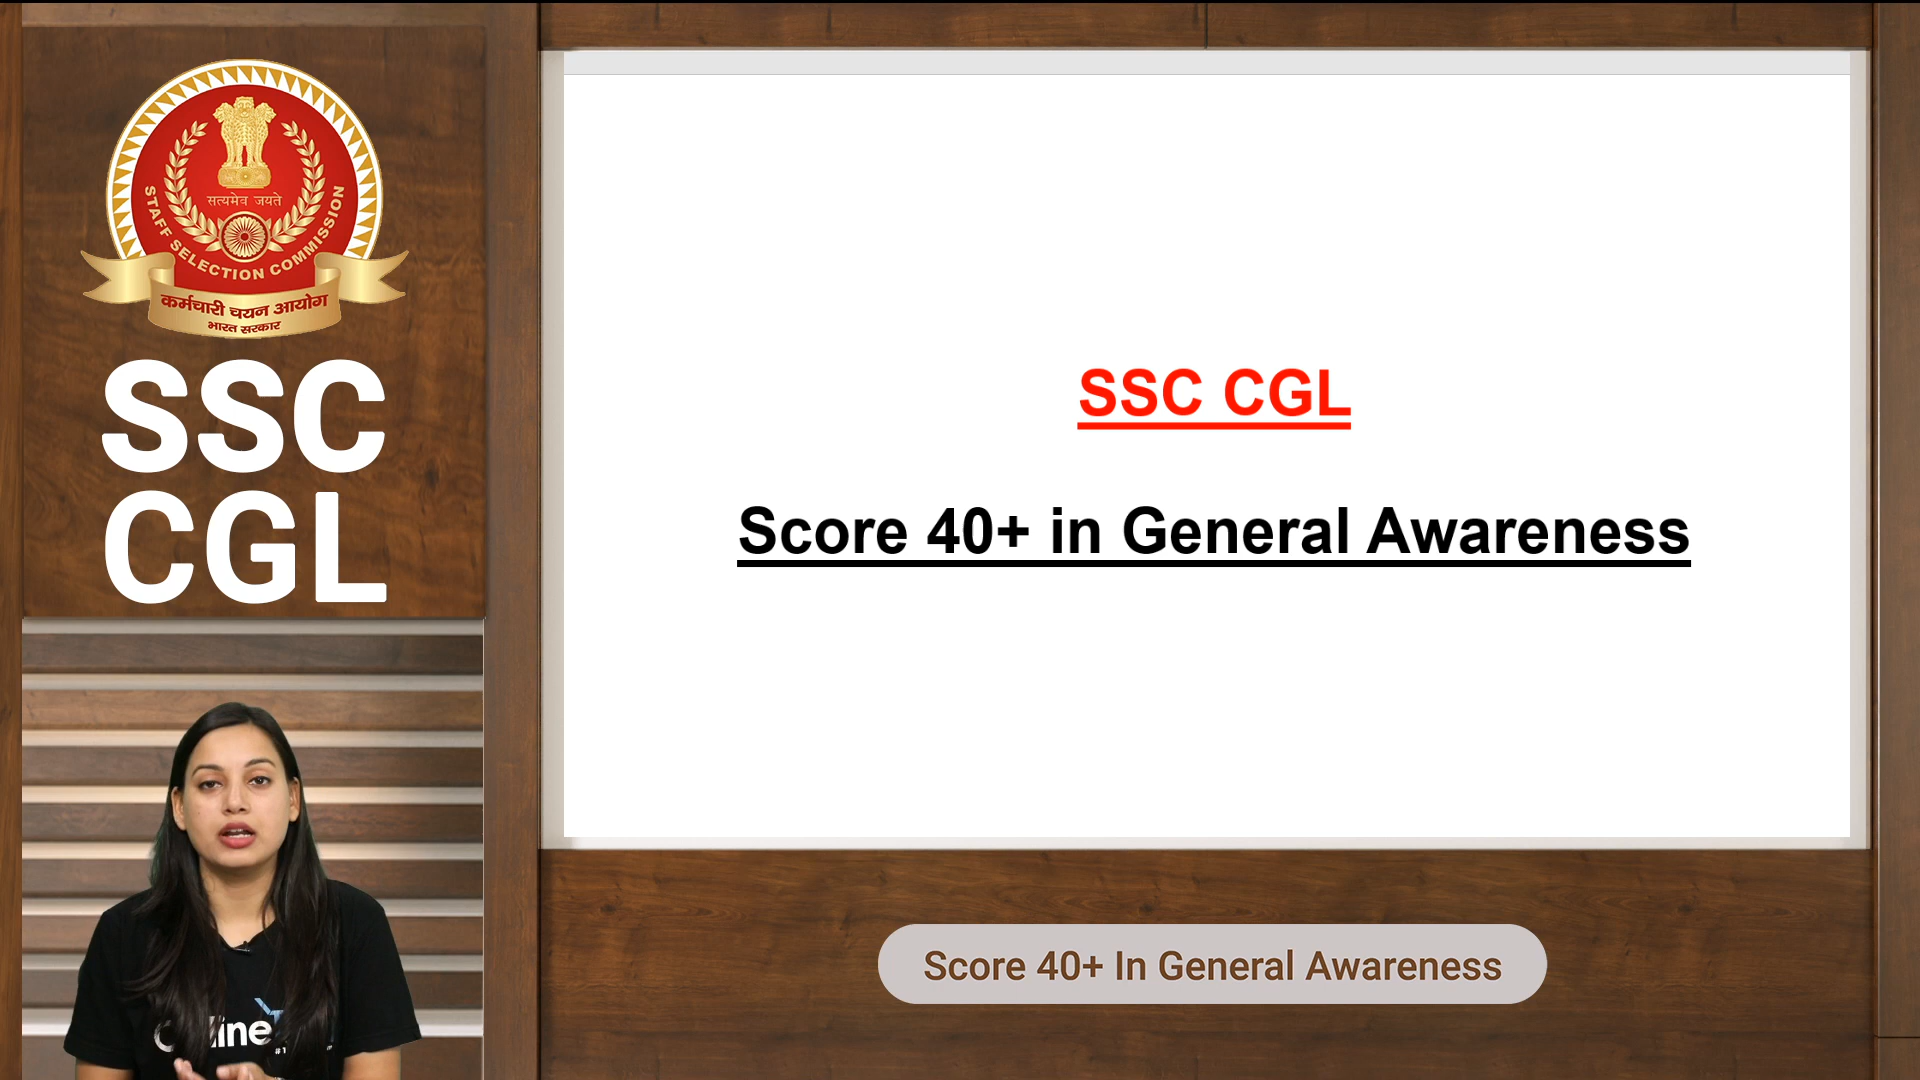 सत्यमेव जयते
STAFF SELECTION COMMISSION
कर्मचारी चयन आयोग
भारत सरकार
SSC
CGL
SSC CGL
Score 40+ in General Awareness
Score 40+ In General Awareness